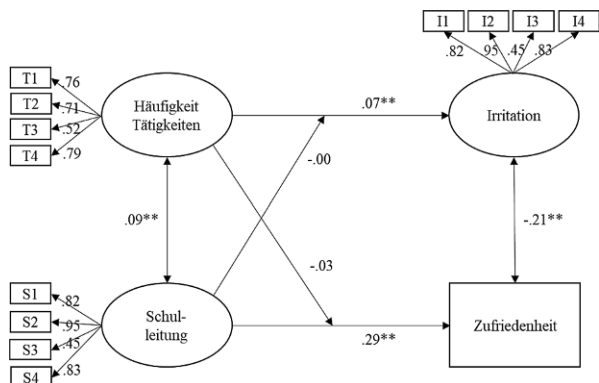 I1 I2 I3 I4
.82 .95 .45 .83
T1 .76
T2 .71
T3 .52
T4 .79
Häufigkeit
Tätigkeiten
.07**
Irritation
-.00
.09**
-.21**
-.03
S1 .82
S2 .95
S3 .45
S4 .83
Schul-
leitung
.29**
Zufriedenheit